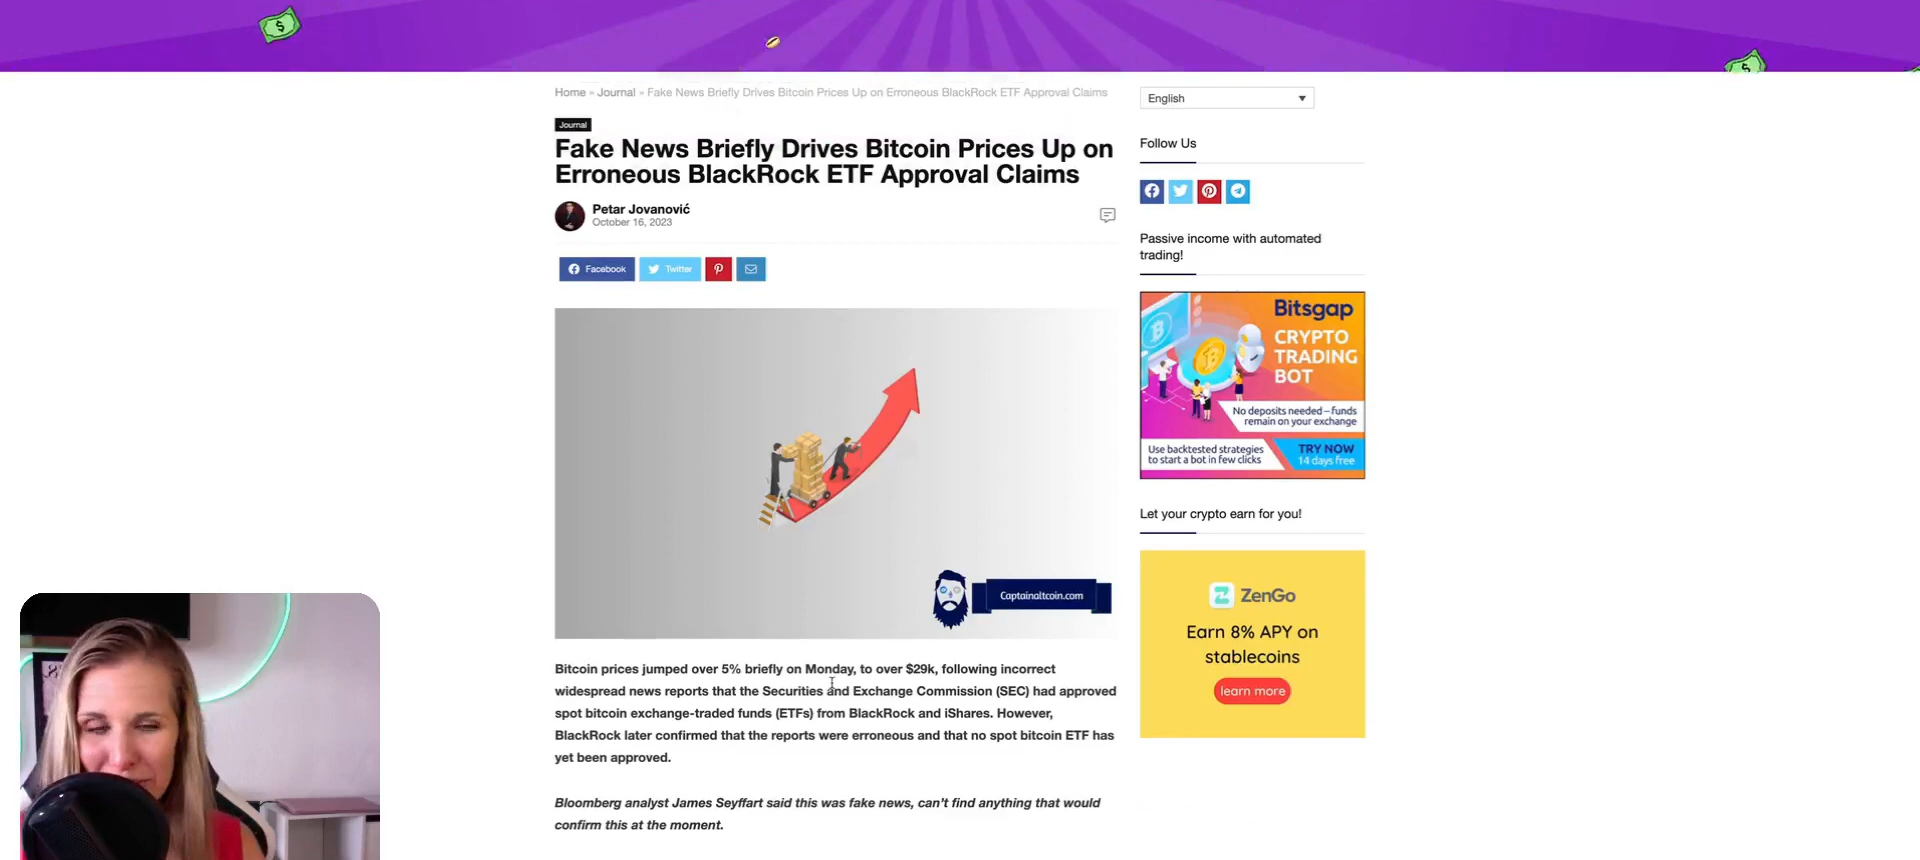 Home » Journal » Fake News Briefly Drives Bitcoin Prices Up on Erroneous BlackRock ETF Approval Claims
Journal
Fake News Briefly Drives Bitcoin Prices Up on
Erroneous BlackRock ETF Approval Claims
Petar Jovanović
October 16, 2023
Facebook
Twitter
Captainaltcoin.com
Bitcoin prices jumped over 5% briefly on Monday, to over $29k, following incorrect
widespread news reports that the Securities and Exchange Commission (SEC) had approved
spot bitcoin exchange-traded funds (ETFs) from BlackRock and iShares. However,
BlackRock later confirmed that the reports were erroneous and that no spot bitcoin ETF has
yet been approved.
Bloomberg analyst James Seyffart said this was fake news, can’t find anything that would
confirm this at the moment.
English
Follow Us
Passive income with automated
trading!
Bitsgap
CRYPTO
TRADING
BOT
No deposits needed – funds
remain on your exchange
Use backtested strategies
to start a bot in few clicks
TRY NOW
14 days free
Let your crypto earn for you!
ZenGo
Earn 8% APY on
stablecoins
learn more